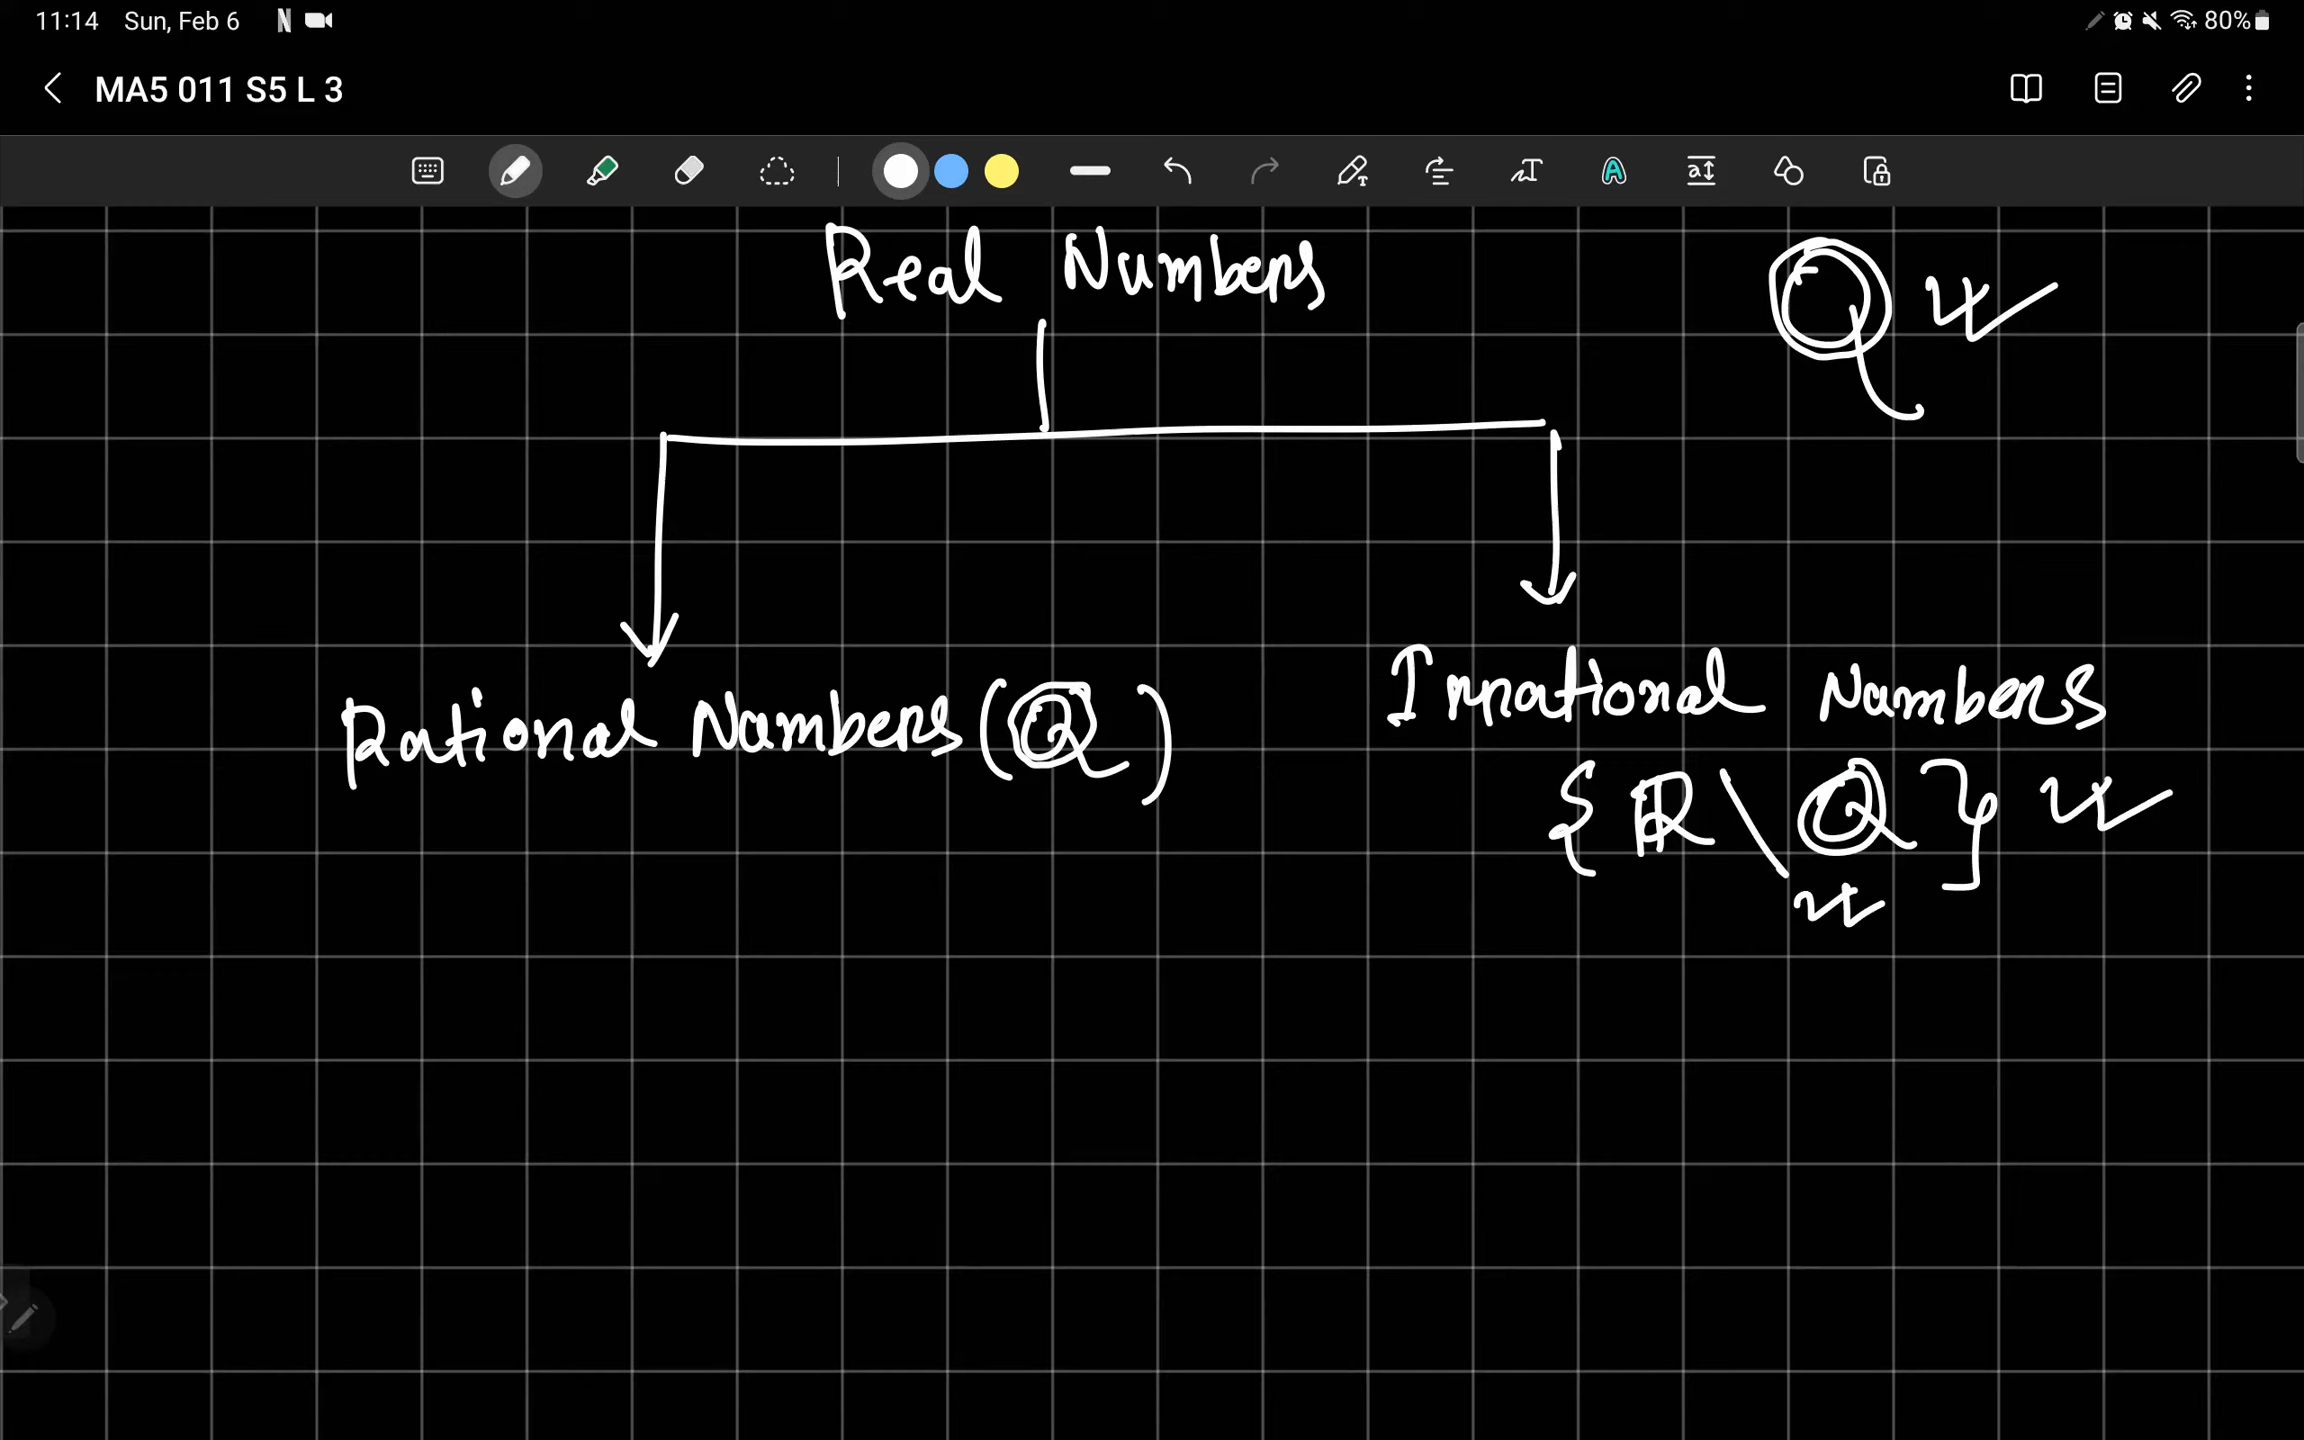 11:14 Sun, Feb 6 80%
MA5 011 S5 L 3
Real Numbers
Q
Rational Numbers (Q)
Irrational Numbers
{ℝ \ Q}